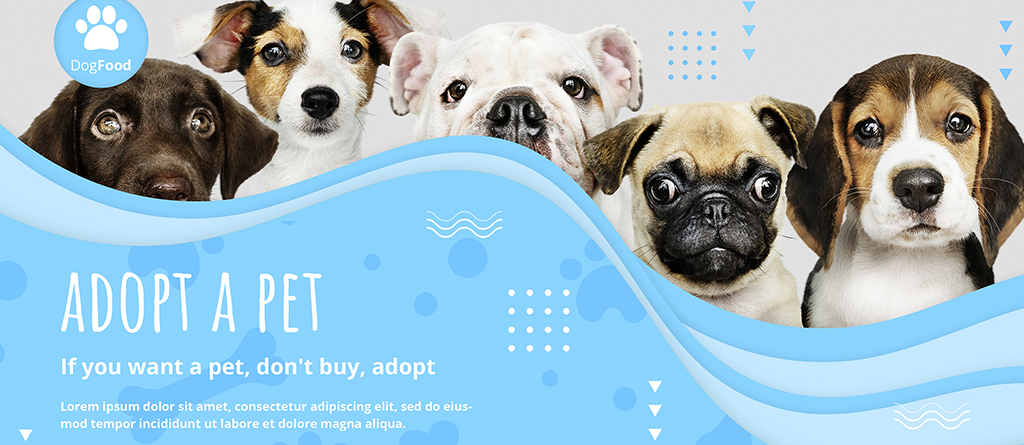 DogFood
ADOPT A PET
If you want a pet, don't buy, adopt
Lorem ipsum dolor sit amet, consectetur adipiscing elit, sed do eius-
mod tempor incididunt ut labore et dolore magna aliqua.